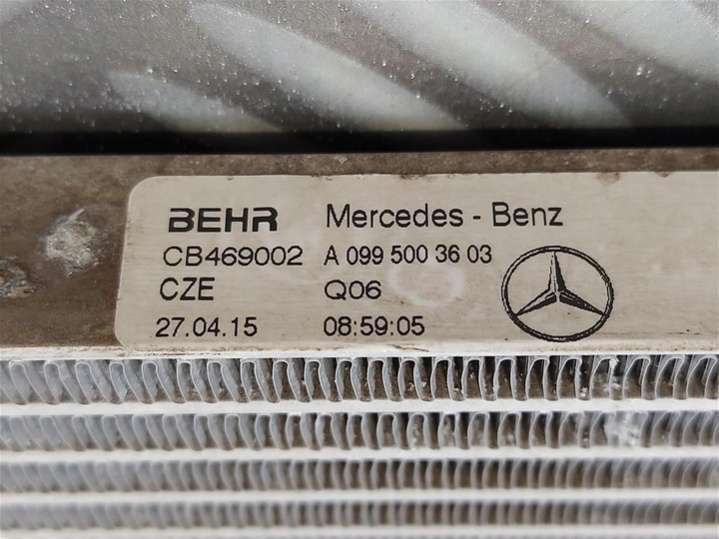 BEHR Mercedes - Benz
CB469002 A 099 500 36 03
CZE Q06
27.04.15 08:59:05